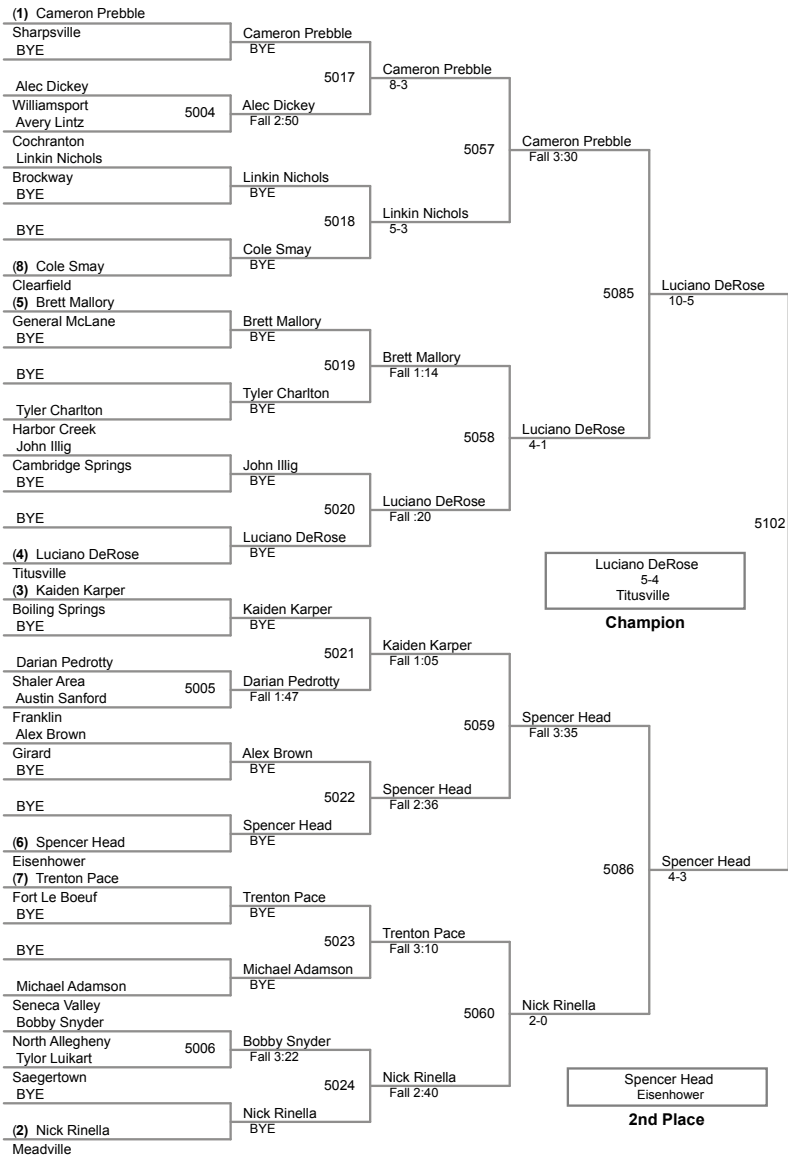 (1) Cameron Prebble
Sharpsville
BYE
Alec Dickey
Williamsport
Avery Lintz
Cochranton
Linkin Nichols
Brockway
BYE
BYE
(8) Cole Smay
Clearfield
(5) Brett Mallory
General McLane
BYE
BYE
Tyler Charlton
Harbor Creek
John Illig
Cambridge Springs
BYE
BYE
(4) Luciano DeRose
Titusville
(3) Kaiden Karper
Boiling Springs
BYE
Darian Pedrotty
Shaler Area
Austin Sanford
Franklin
Alex Brown
Girard
BYE
BYE
(6) Spencer Head
Eisenhower
(7) Trenton Pace
Fort Le Boeuf
BYE
BYE
Michael Adamson
Seneca Valley
Bobby Snyder
North Allegheny
Tylor Luikart
Saegertown
BYE
(2) Nick Rinella
Meadville
5004
5005
5006
Cameron Prebble
BYE
Alec Dickey
Fall 2:50
Linkin Nichols
BYE
Cole Smay
BYE
Brett Mallory
BYE
Tyler Charlton
BYE
John Illig
BYE
Luciano DeRose
BYE
Kaiden Karper
BYE
Darian Pedrotty
Fall 1:47
Alex Brown
BYE
Spencer Head
BYE
Trenton Pace
BYE
Michael Adamson
BYE
Bobby Snyder
Fall 3:22
Nick Rinella
BYE
5017
5018
5019
5020
5021
5022
5023
5024
Cameron Prebble
8-3
Linkin Nichols
5-3
Brett Mallory
Fall 1:14
Luciano DeRose
Fall :20
Kaiden Karper
Fall 1:05
Spencer Head
Fall 2:36
Trenton Pace
Fall 3:10
Nick Rinella
Fall 2:40
5057
5058
5059
5060
Cameron Prebble
Fall 3:30
Luciano DeRose
4-1
Spencer Head
Fall 3:35
Nick Rinella
2-0
5085
5086
Luciano DeRose
10-5
Spencer Head
4-3
5102
Luciano DeRose
5-4
Titusville
Champion
Spencer Head
Eisenhower
2nd Place